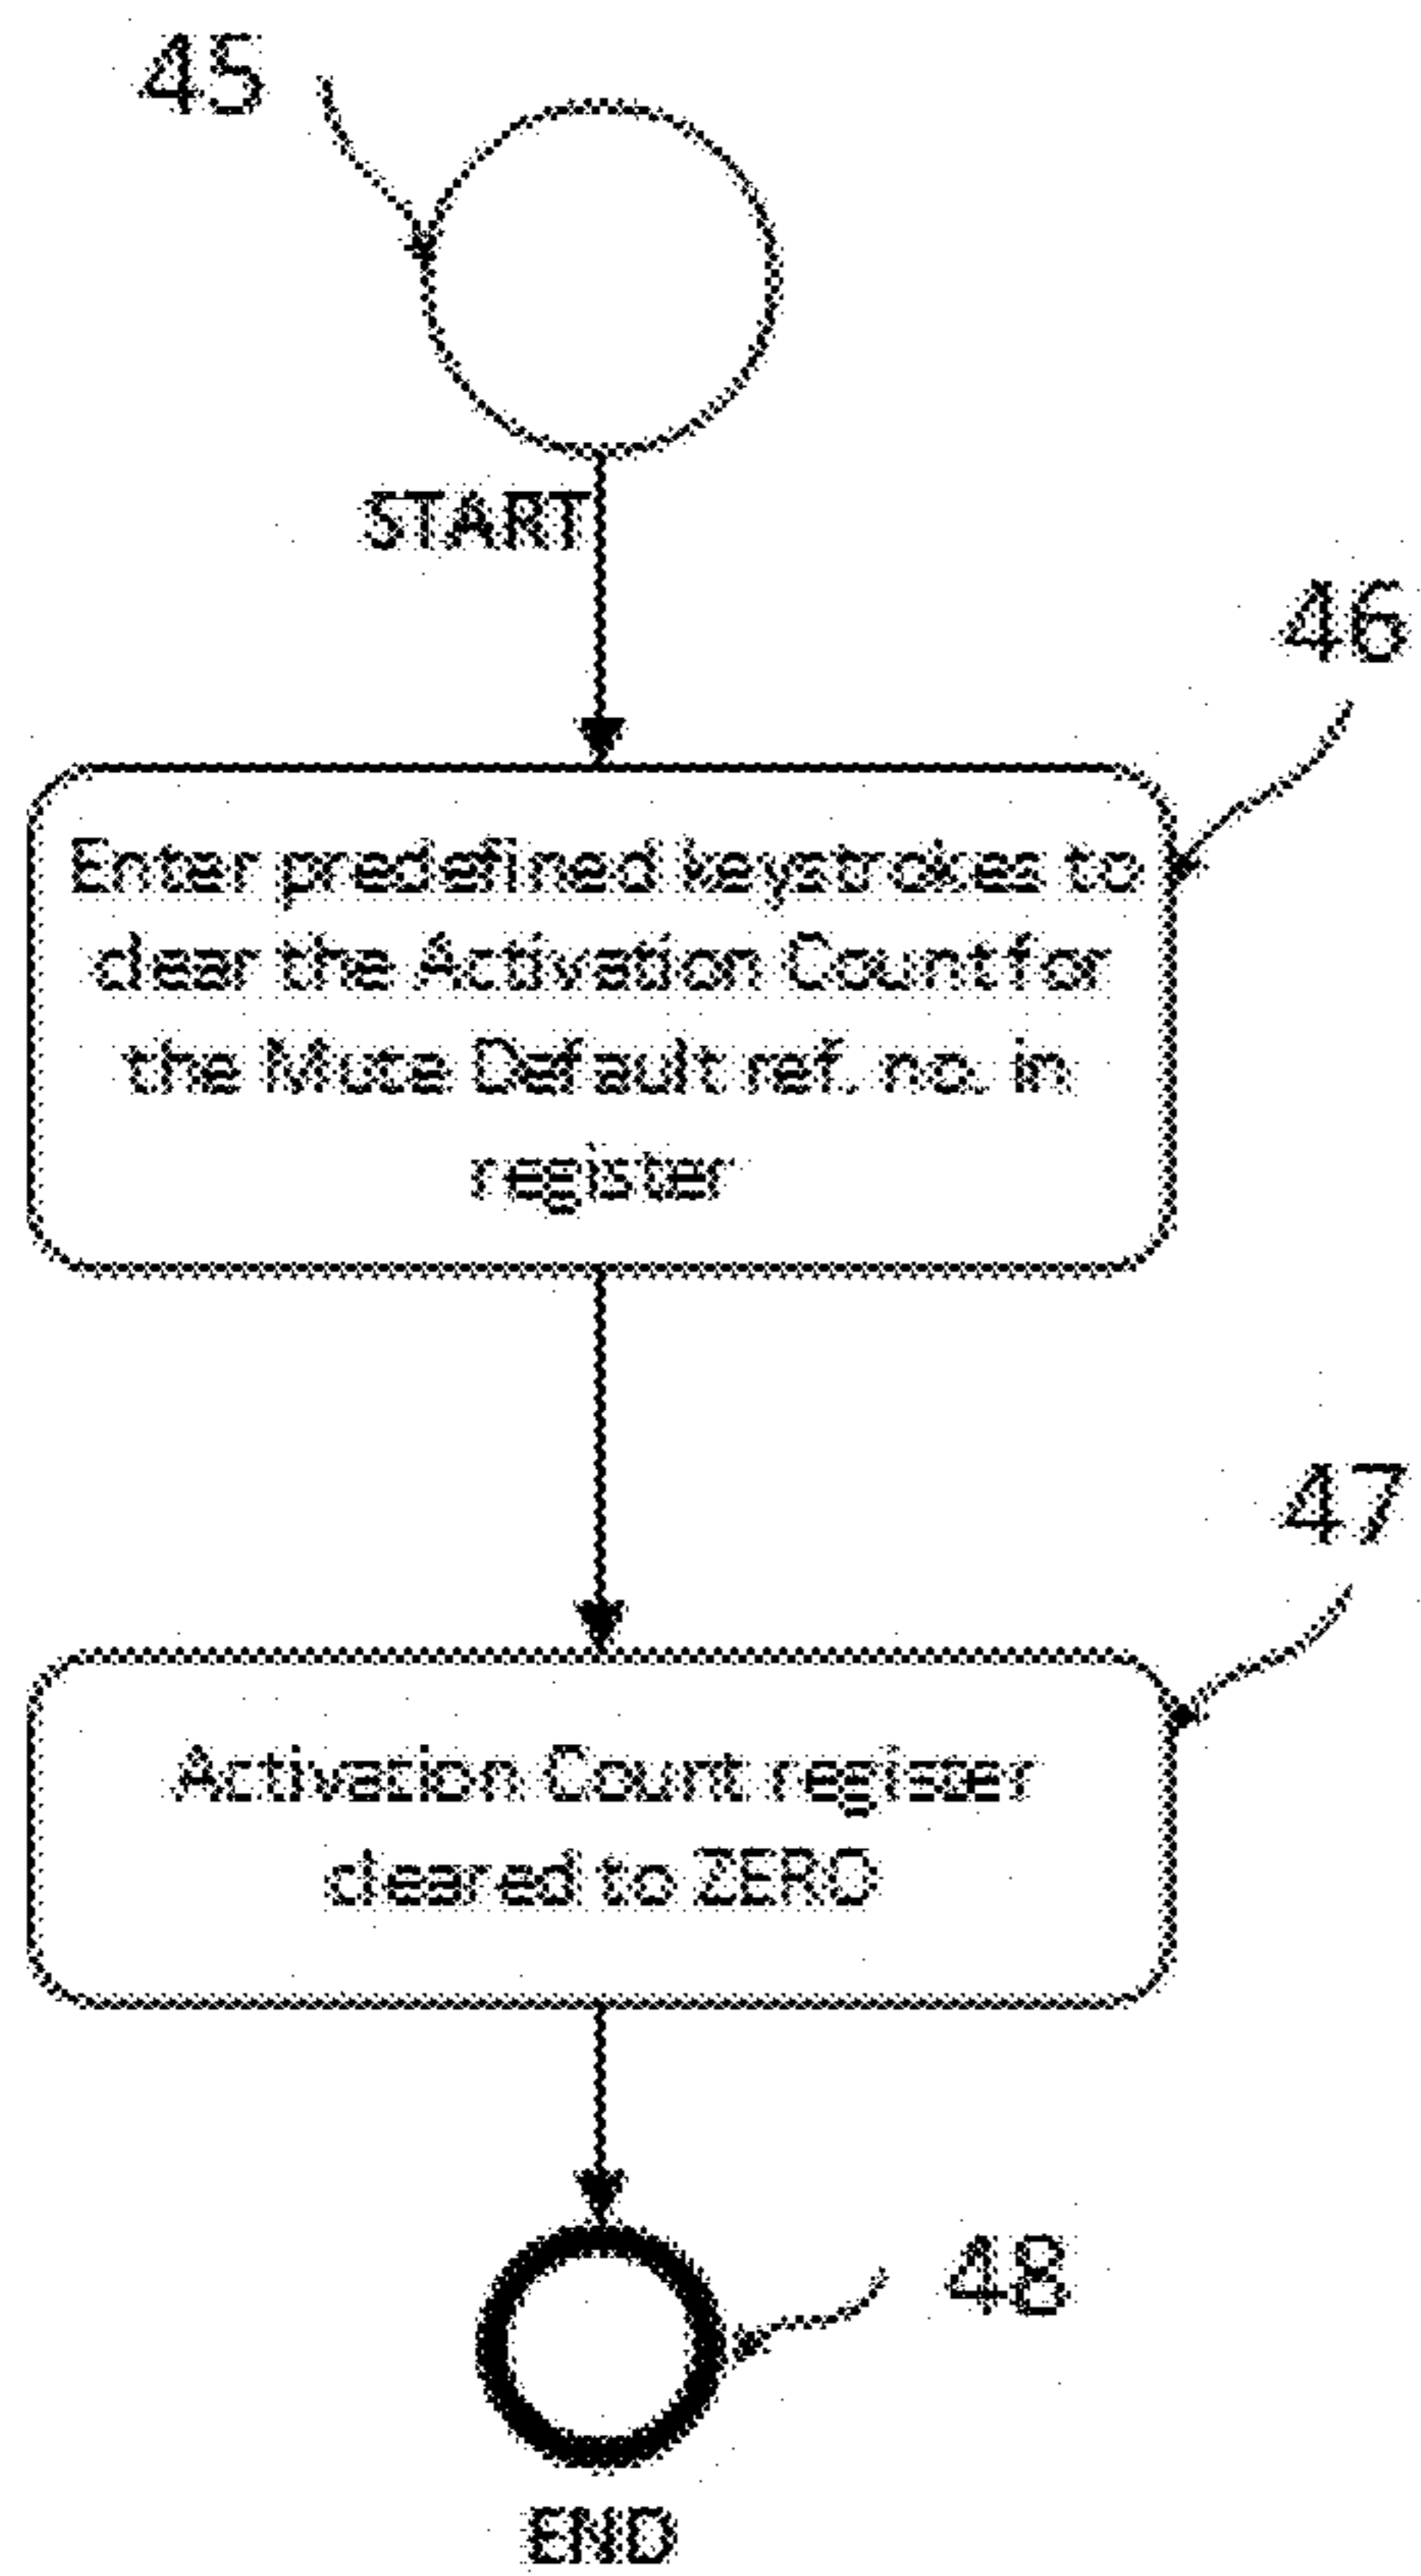 45
START
46
Enter predefined keystrokes to
clear the Activation Count for
the Mute Default ref. no. in
register
47
Activation Count register
cleared to ZERO
48
END